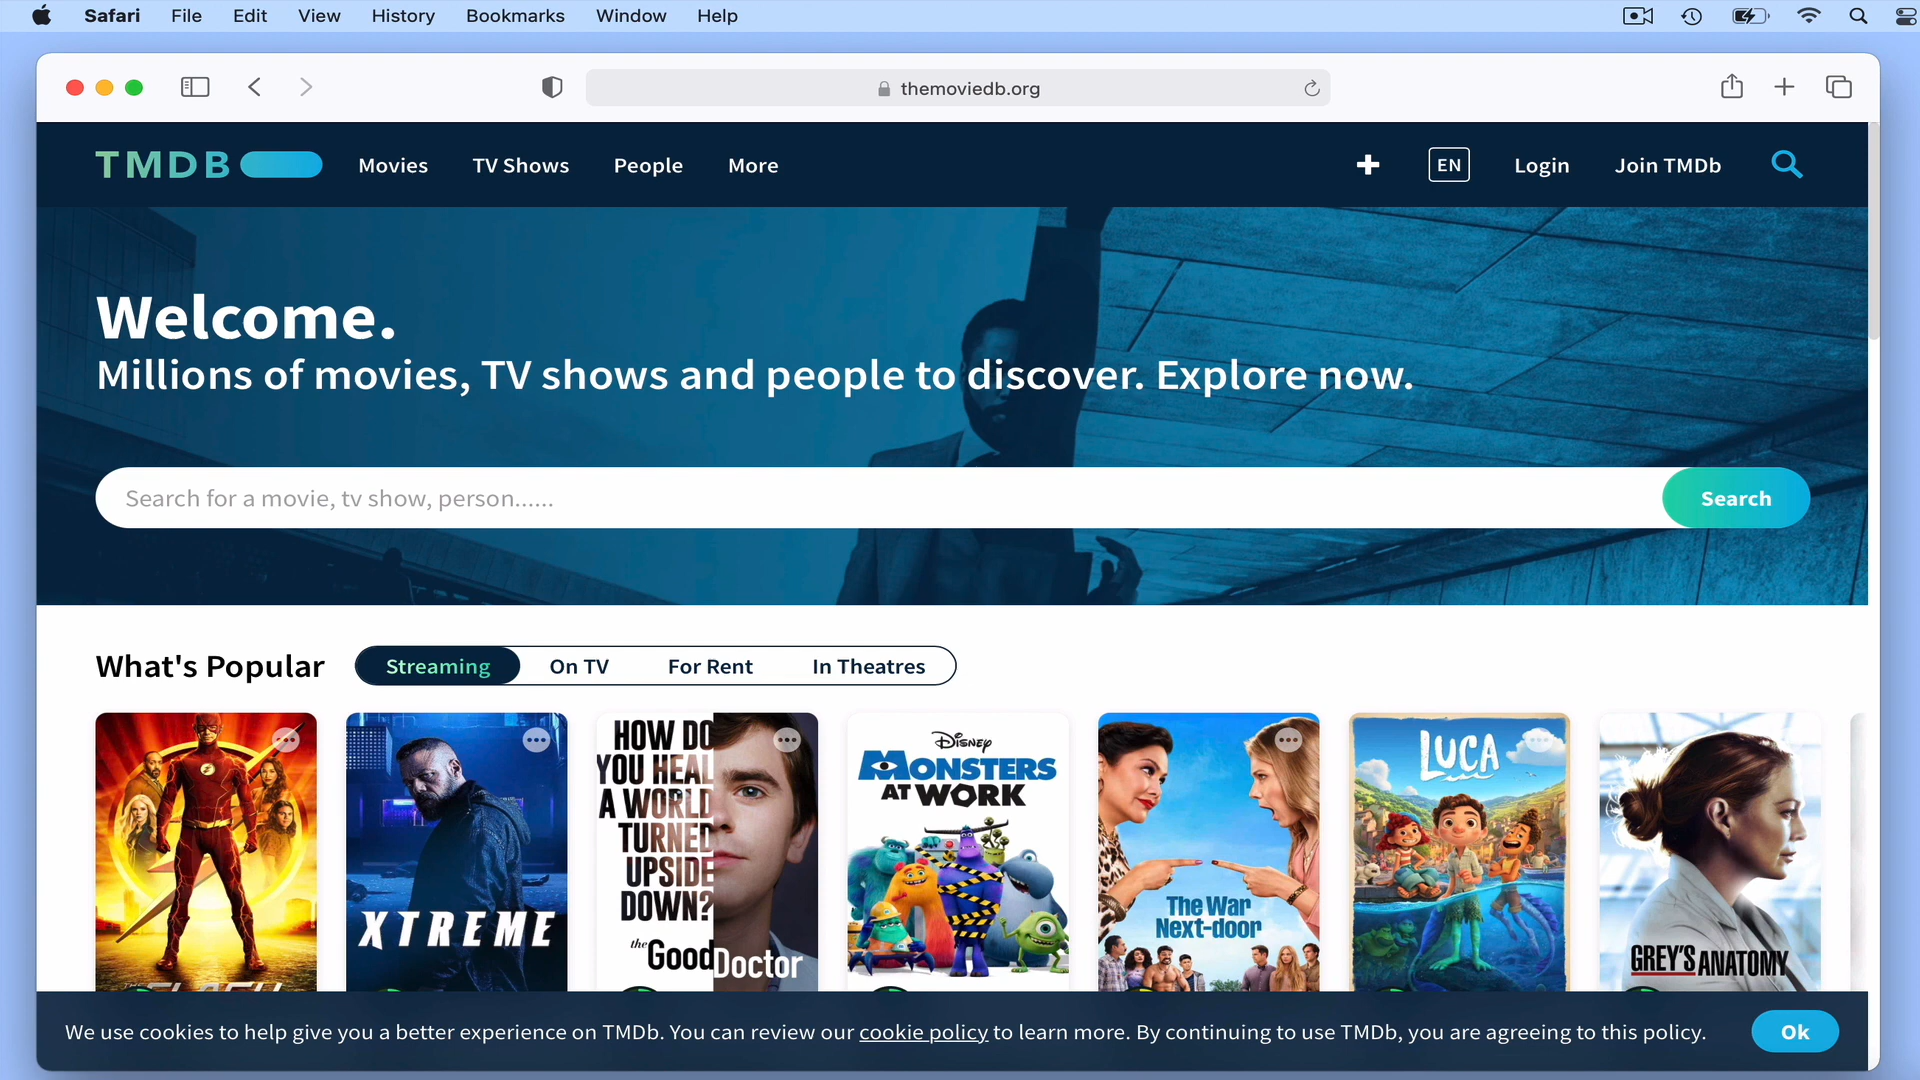 Safari File Edit View History Bookmarks Window Help
themoviedb.org
TMDB Movies TV Shows People More EN Login Join TMDb
Welcome.
Millions of movies, TV shows and people to discover. Explore now.
Search for a movie, tv show, person...... Search
What's Popular Streaming On TV For Rent In Theatres
HOW DO
YOU HEAL
A WORLD
TURNED
UPSIDE
DOWN?
the Good Doctor
XTREME
Disney
MONSTERS
AT WORK
The War
Next-door
LUCA
GREY'S ANATOMY
We use cookies to help give you a better experience on TMDb. You can review our cookie policy to learn more. By continuing to use TMDb, you are agreeing to this policy. Ok